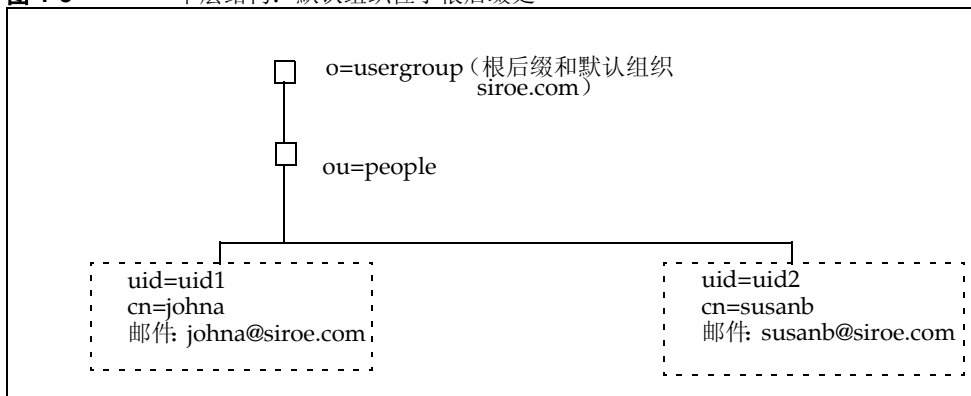 o=usergroup(根后缀和默认组织
siroe.com)
ou=people
uid=uid1
cn=johna
邮件: johna@siroe.com
uid=uid2
cn=susanb
邮件: susanb@siroe.com